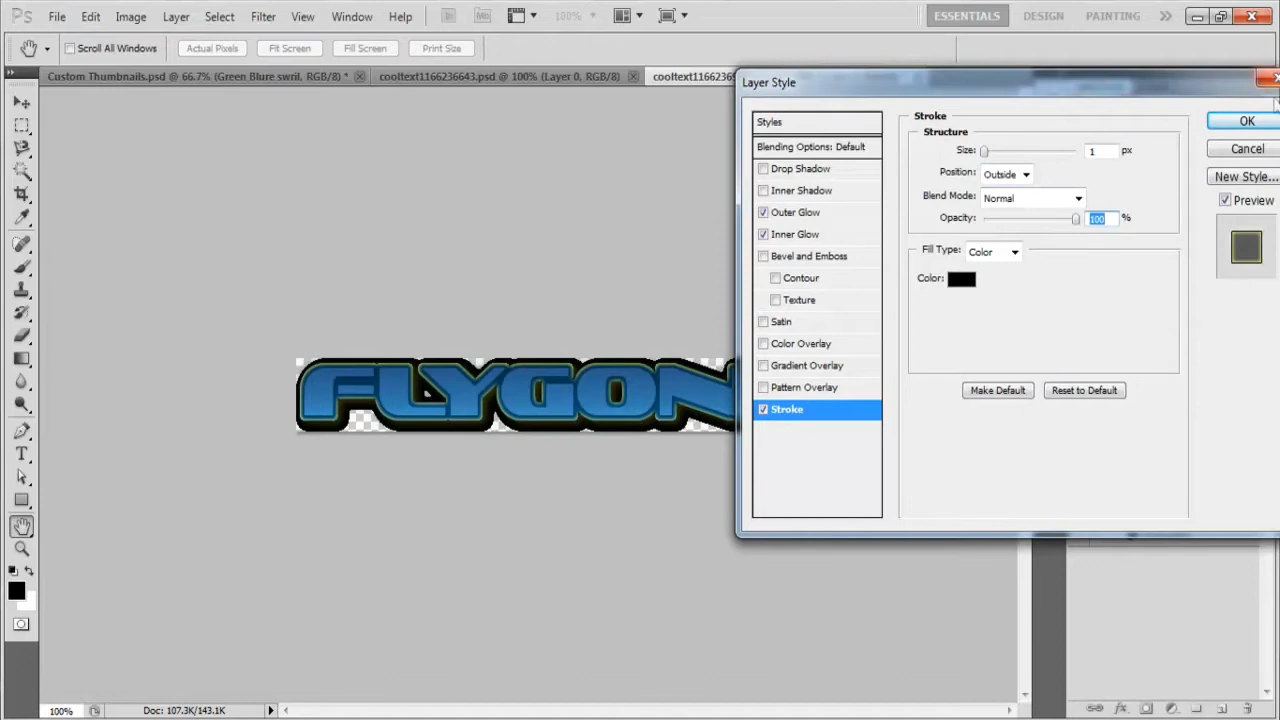 Ps File Edit Image Layer Select Filter View Window Help Br Mb 100% ESSENTIALS DESIGN PAINTING >>
Scroll All Windows Actual Pixels Fit Screen Fill Screen Print Size
Custom Thumbnails.psd @ 66.7% (Green Blure swril, RGB/8) * cooltext1166236643.psd @ 100% (Layer 0, RGB/8)
Layer Style
Styles
Blending Options: Default
Drop Shadow
Inner Shadow
Outer Glow
Inner Glow
Bevel and Emboss
Contour
Texture
Satin
Color Overlay
Gradient Overlay
Pattern Overlay
Stroke
Stroke
Structure
Size: 1 px
Position: Outside
Blend Mode: Normal
Opacity: 100 %
Fill Type: Color
Color:
Make Default Reset to Default
OK
Cancel
New Style...
Preview
FLYGON
100% Doc: 107.3K/143.1K